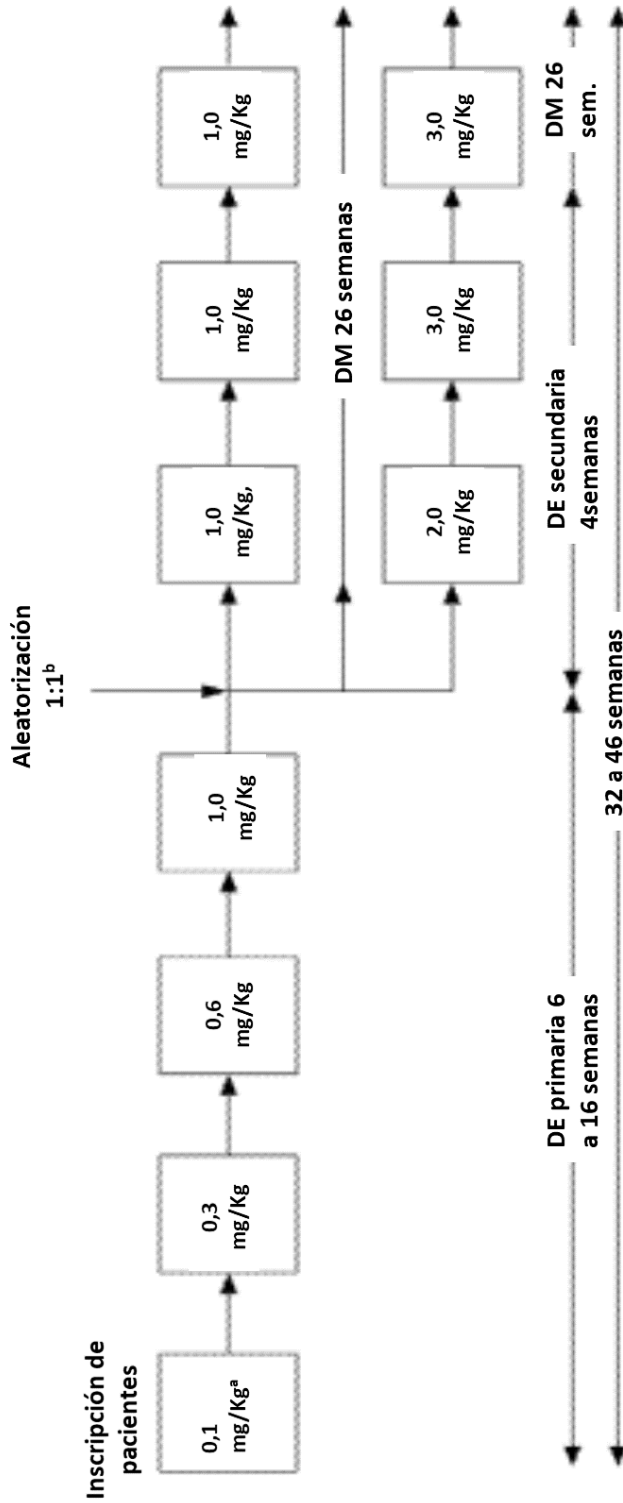 Inscripción de
pacientes
0,1
mg/Kgª
0,3
mg/Kg
0,6
mg/Kg
1,0
mg/Kg
Aleatorización
1:1ᵇ
1,0
mg/Kg,
1,0
mg/Kg
1,0
mg/Kg
DM 26 semanas
2,0
mg/Kg
3,0
mg/Kg
3,0
mg/Kg
DE primaria 6
a 16 semanas
DE secundaria
4semanas
DM 26
sem.
32 a 46 semanas